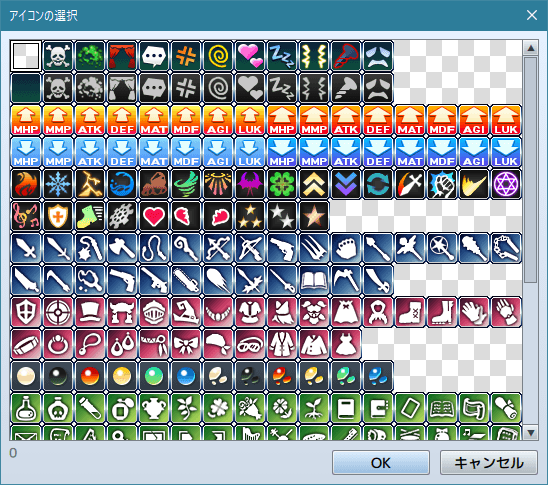 アイコンの選択
MHP MMP ATK DEF MAT MDF AGI LUK MHP MMP ATK DEF MAT MDF AGI LUK
MHP MMP ATK DEF MAT MDF AGI LUK MHP MMP ATK DEF MAT MDF AGI LUK
0
OK キャンセル